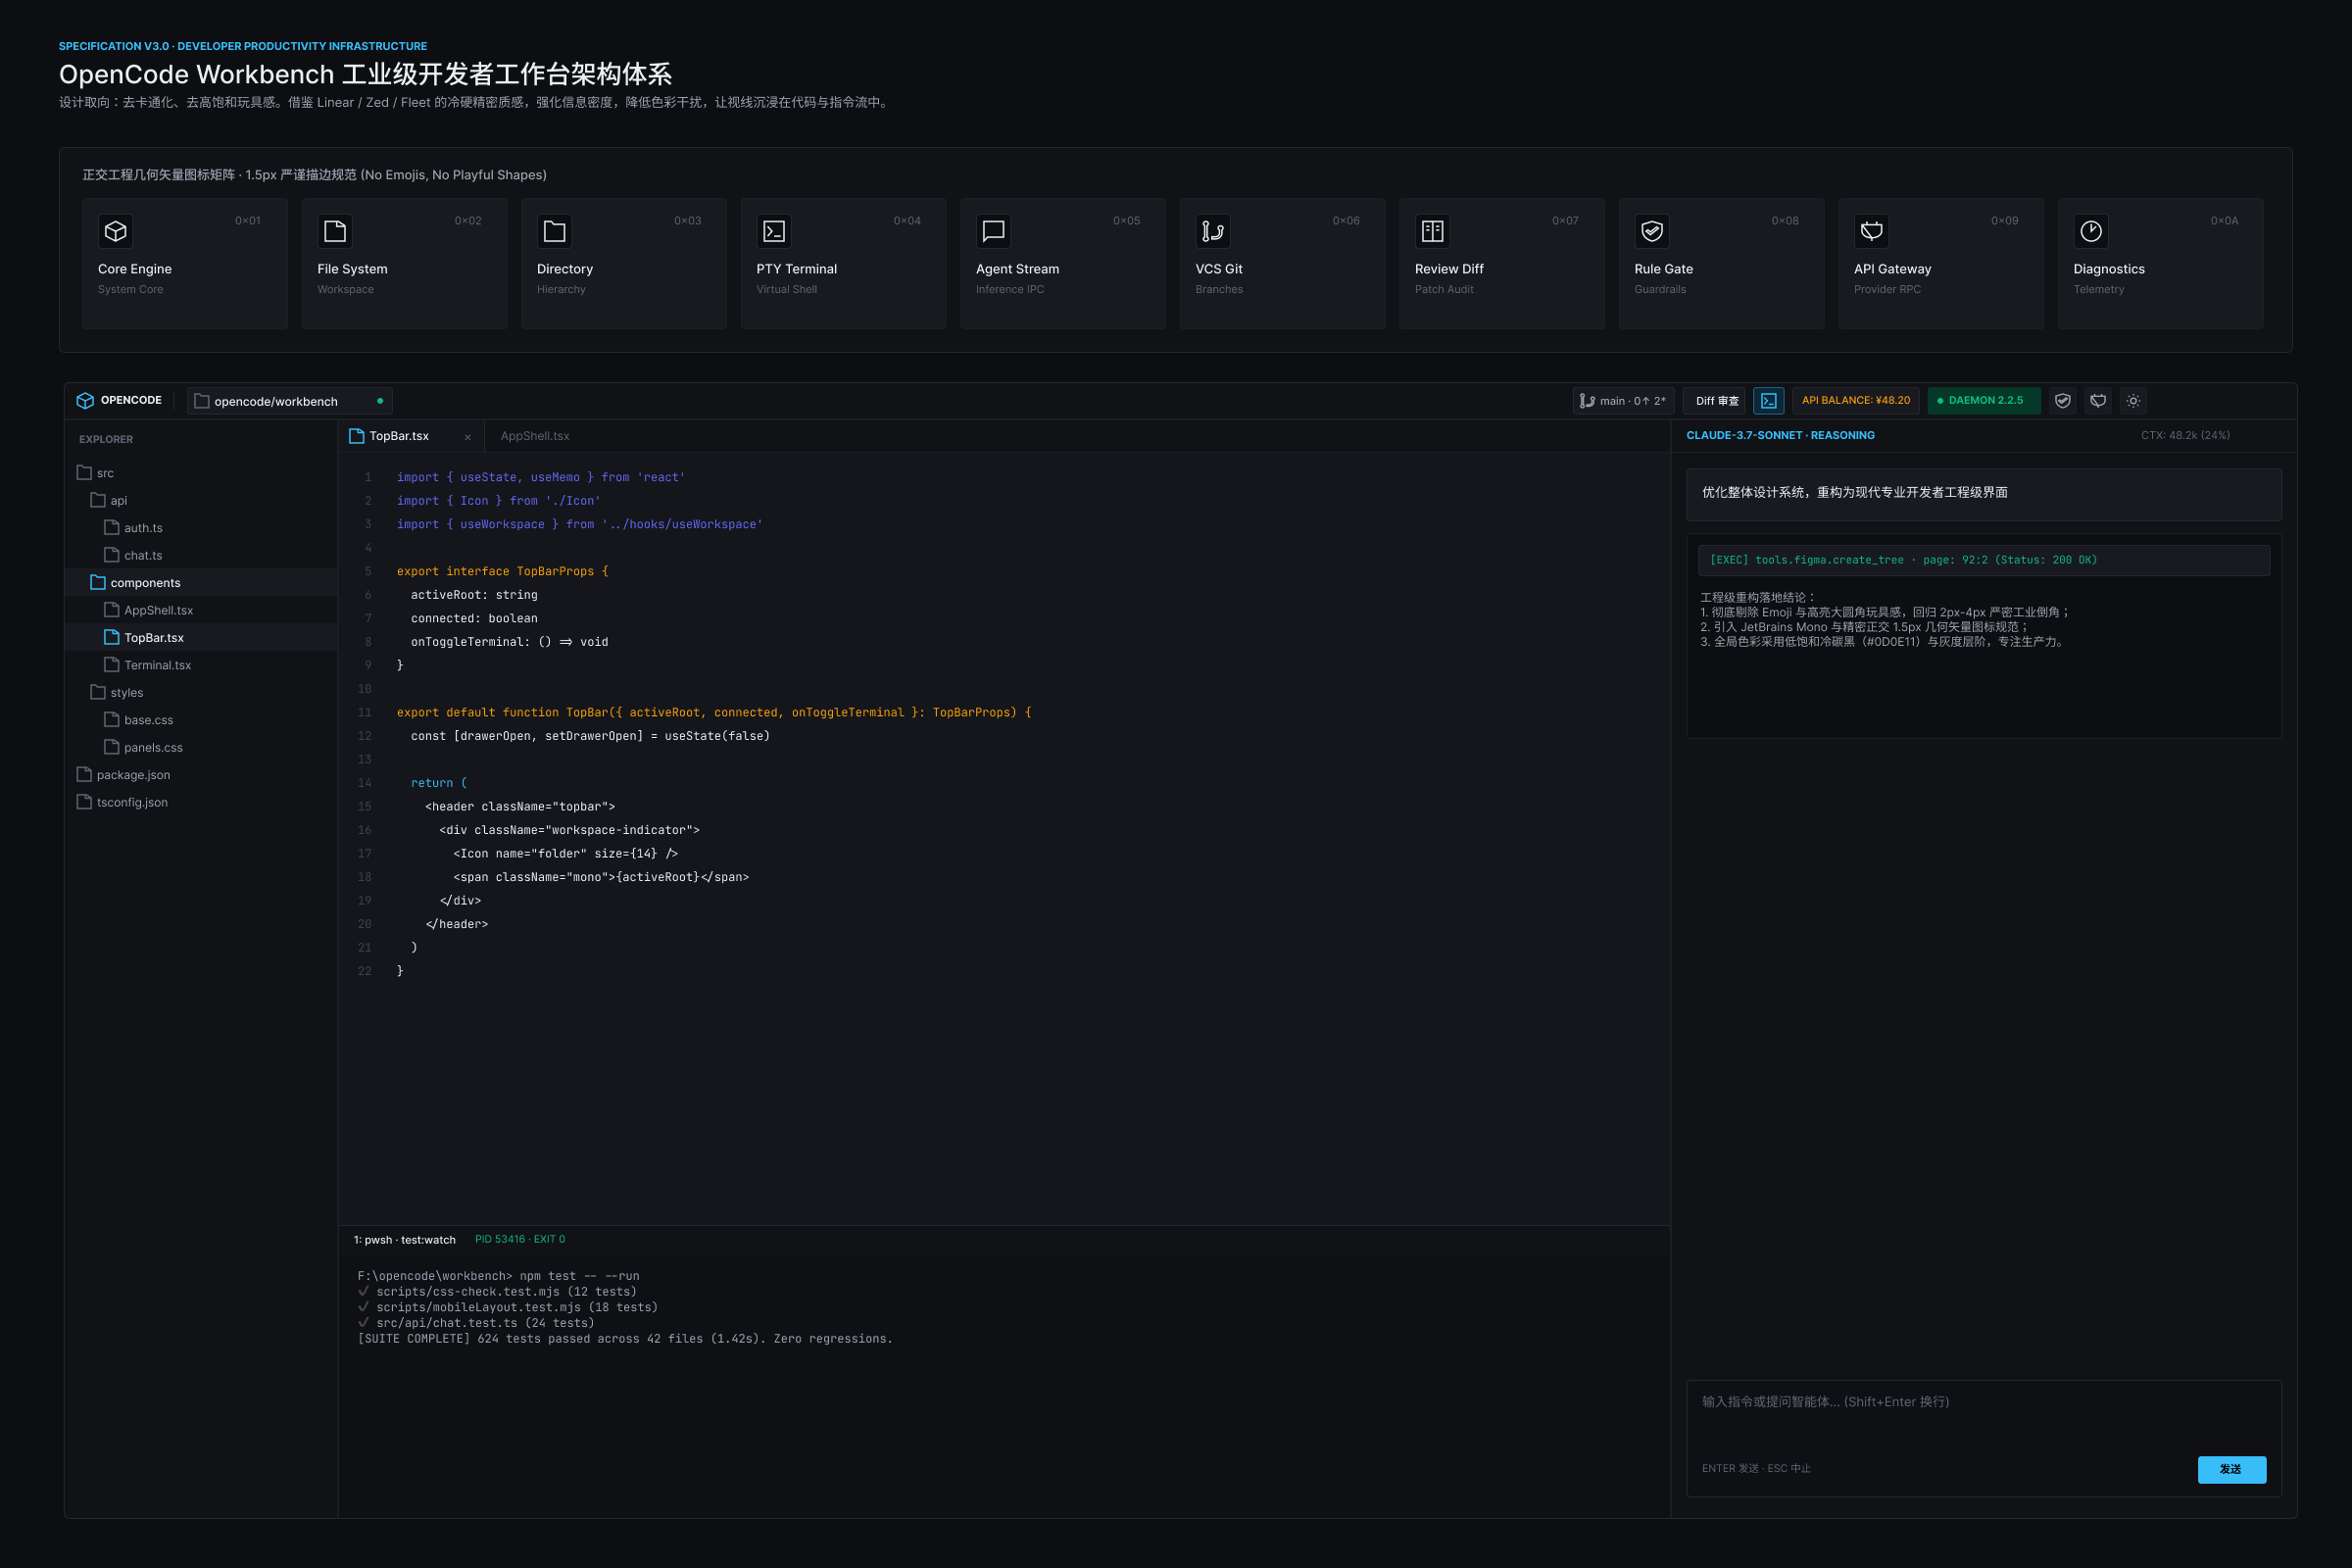 SPECIFICATION V3.0 · DEVELOPER PRODUCTIVITY INFRASTRUCTURE
OpenCode Workbench 工业级开发者工作台架构体系
设计取向：去卡通化、去高饱和玩具感。借鉴 Linear / Zed / Fleet 的冷硬精密质感，强化信息密度，降低色彩干扰，让视线沉浸在代码与指令流中。
正交工程几何矢量图标矩阵 · 1.5px 严谨描边规范 (No Emojis, No Playful Shapes)
0×01
Core Engine
System Core
0×02
File System
Workspace
0×03
Directory
Hierarchy
0×04
PTY Terminal
Virtual Shell
0×05
Agent Stream
Inference IPC
0×06
VCS Git
Branches
0×07
Review Diff
Patch Audit
0×08
Rule Gate
Guardrails
0×09
API Gateway
Provider RPC
0×0A
Diagnostics
Telemetry
OPENCODE
opencode/workbench
main · 0↑ 2*
Diff 审查
API BALANCE: ¥48.20
DAEMON 2.2.5
EXPLORER
src
api
auth.ts
chat.ts
components
AppShell.tsx
TopBar.tsx
Terminal.tsx
styles
base.css
panels.css
package.json
tsconfig.json
TopBar.tsx ×
AppShell.tsx
1 import { useState, useMemo } from 'react'
2 import { Icon } from './Icon'
3 import { useWorkspace } from '../hooks/useWorkspace'
4
5 export interface TopBarProps {
6 activeRoot: string
7 connected: boolean
8 onToggleTerminal: () => void
9 }
10
11 export default function TopBar({ activeRoot, connected, onToggleTerminal }: TopBarProps) {
12 const [drawerOpen, setDrawerOpen] = useState(false)
13
14 return (
15 <header className="topbar">
16 <div className="workspace-indicator">
17 <Icon name="folder" size={14} />
18 <span className="mono">{activeRoot}</span>
19 </div>
20 </header>
21 )
22 }
1: pwsh · test:watch
PID 53416 · EXIT 0
F:\opencode\workbench> npm test -- --run
✓ scripts/css-check.test.mjs (12 tests)
✓ scripts/mobileLayout.test.mjs (18 tests)
✓ src/api/chat.test.ts (24 tests)
[SUITE COMPLETE] 624 tests passed across 42 files (1.42s). Zero regressions.
CLAUDE-3.7-SONNET · REASONING
CTX: 48.2k (24%)
优化整体设计系统，重构为现代专业开发者工程级界面
[EXEC] tools.figma.create_tree · page: 92:2 (Status: 200 OK)
工程级重构落地结论：
1. 彻底剔除 Emoji 与高亮大圆角玩具感，回归 2px-4px 严密工业倒角；
2. 引入 JetBrains Mono 与精密正交 1.5px 几何矢量图标规范；
3. 全局色彩采用低饱和冷碳黑（#0D0E11）与灰度层阶，专注生产力。
输入指令或提问智能体... (Shift+Enter 换行)
ENTER 发送 · ESC 中止
发送